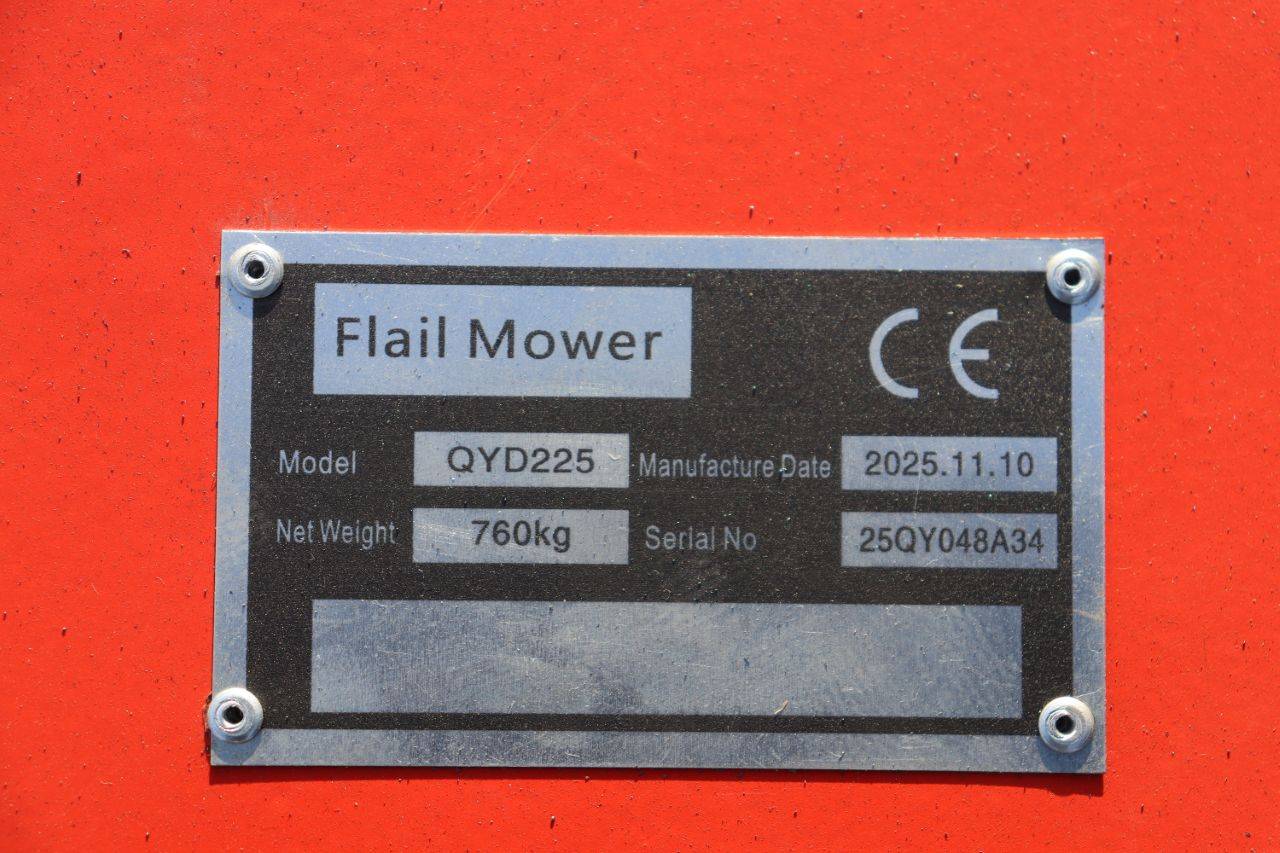 Flail Mower CE
Model QYD225 Manufacture Date 2025.11.10
Net Weight 760kg Serial No 25QY048A34